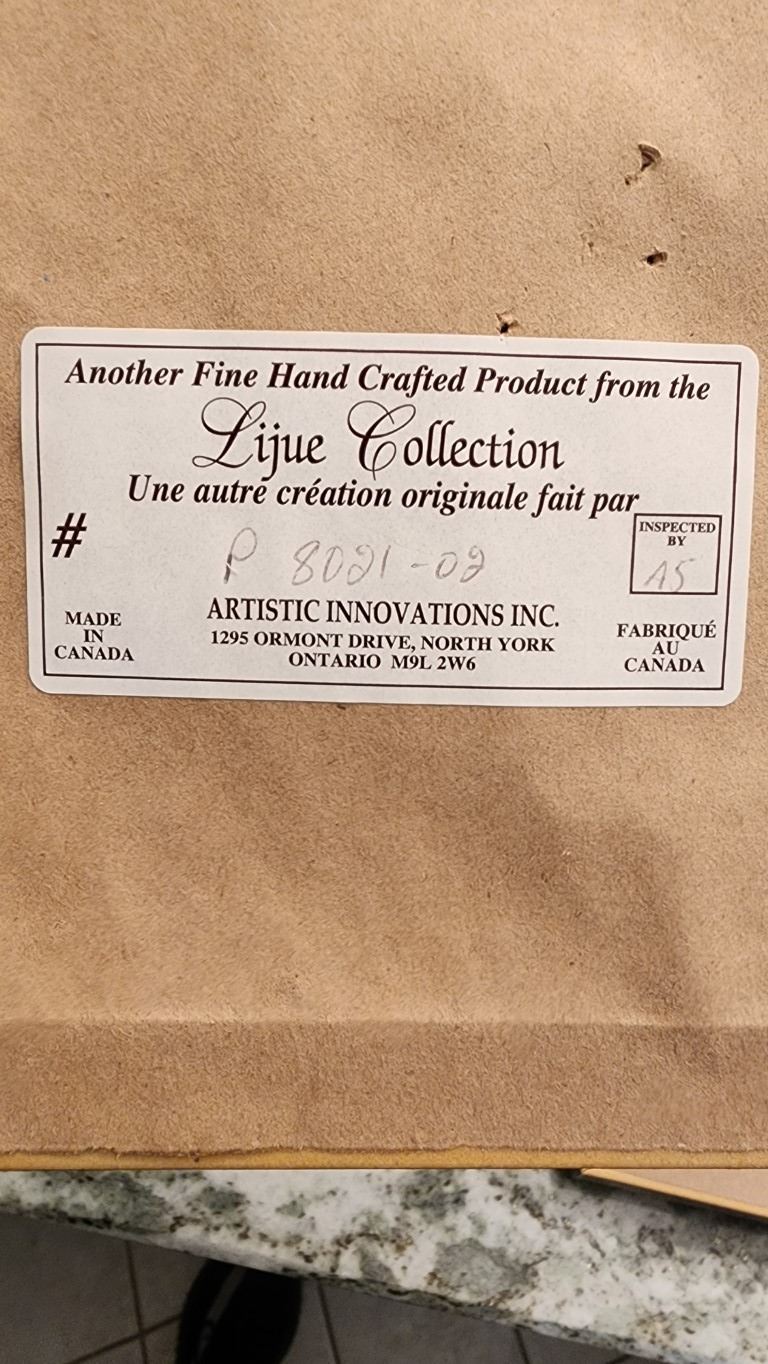 Another Fine Hand Crafted Product from the
Lijue Collection
Une autre création originale fait par
#
P 8021-02
INSPECTED
BY
A5
ARTISTIC INNOVATIONS INC.
1295 ORMONT DRIVE, NORTH YORK
ONTARIO M9L 2W6
MADE
IN
CANADA
FABRIQUÉ
AU
CANADA